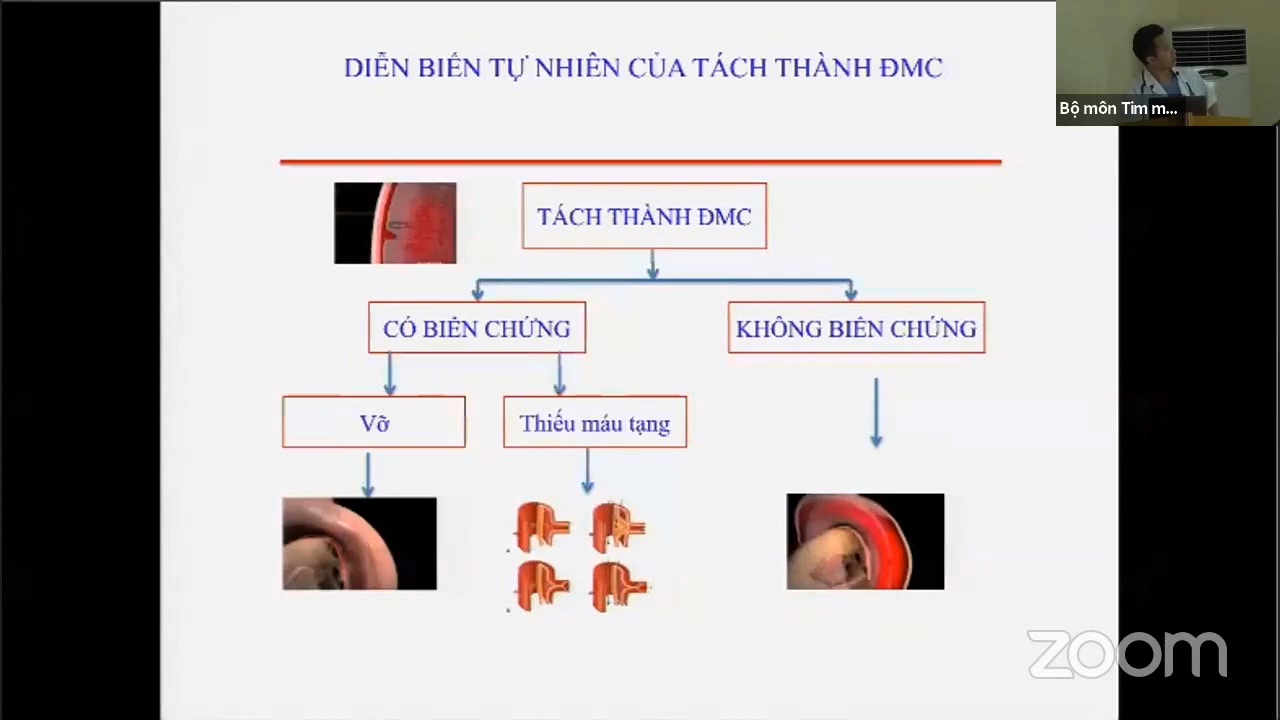 DIỄN BIẾN TỰ NHIÊN CỦA TÁCH THÀNH ĐMC
Bộ môn Tim m...
TÁCH THÀNH ĐMC
CÓ BIẾN CHỨNG
KHÔNG BIẾN CHỨNG
Vỡ
Thiếu máu tạng
zoom